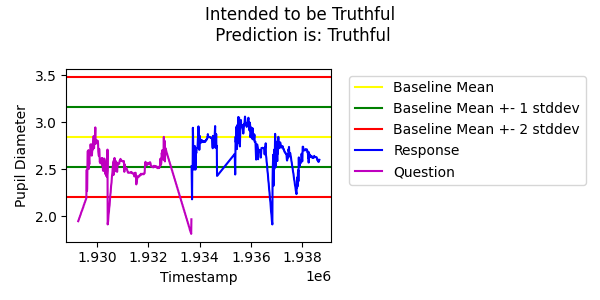 Intended to be Truthful
Prediction is: Truthful
Pupil Diameter
3.5
3.0
2.5
2.0
1.930
1.932
1.934
1.936
1.938
1e6
Timestamp
Baseline Mean
Baseline Mean +- 1 stddev
Baseline Mean +- 2 stddev
Response
Question